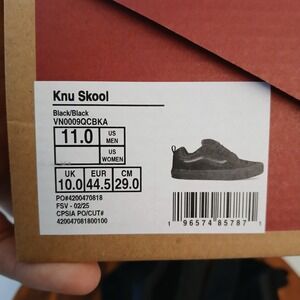 Knu Skool
Black/Black
VN0009QCBKA
11.0 US MEN
US WOMEN
UK EUR CM
10.0 44.5 29.0
PO#4200470818
FSV - 02/25
CPSIA PO/CUT#
420047081800100
1 96574 85787 1